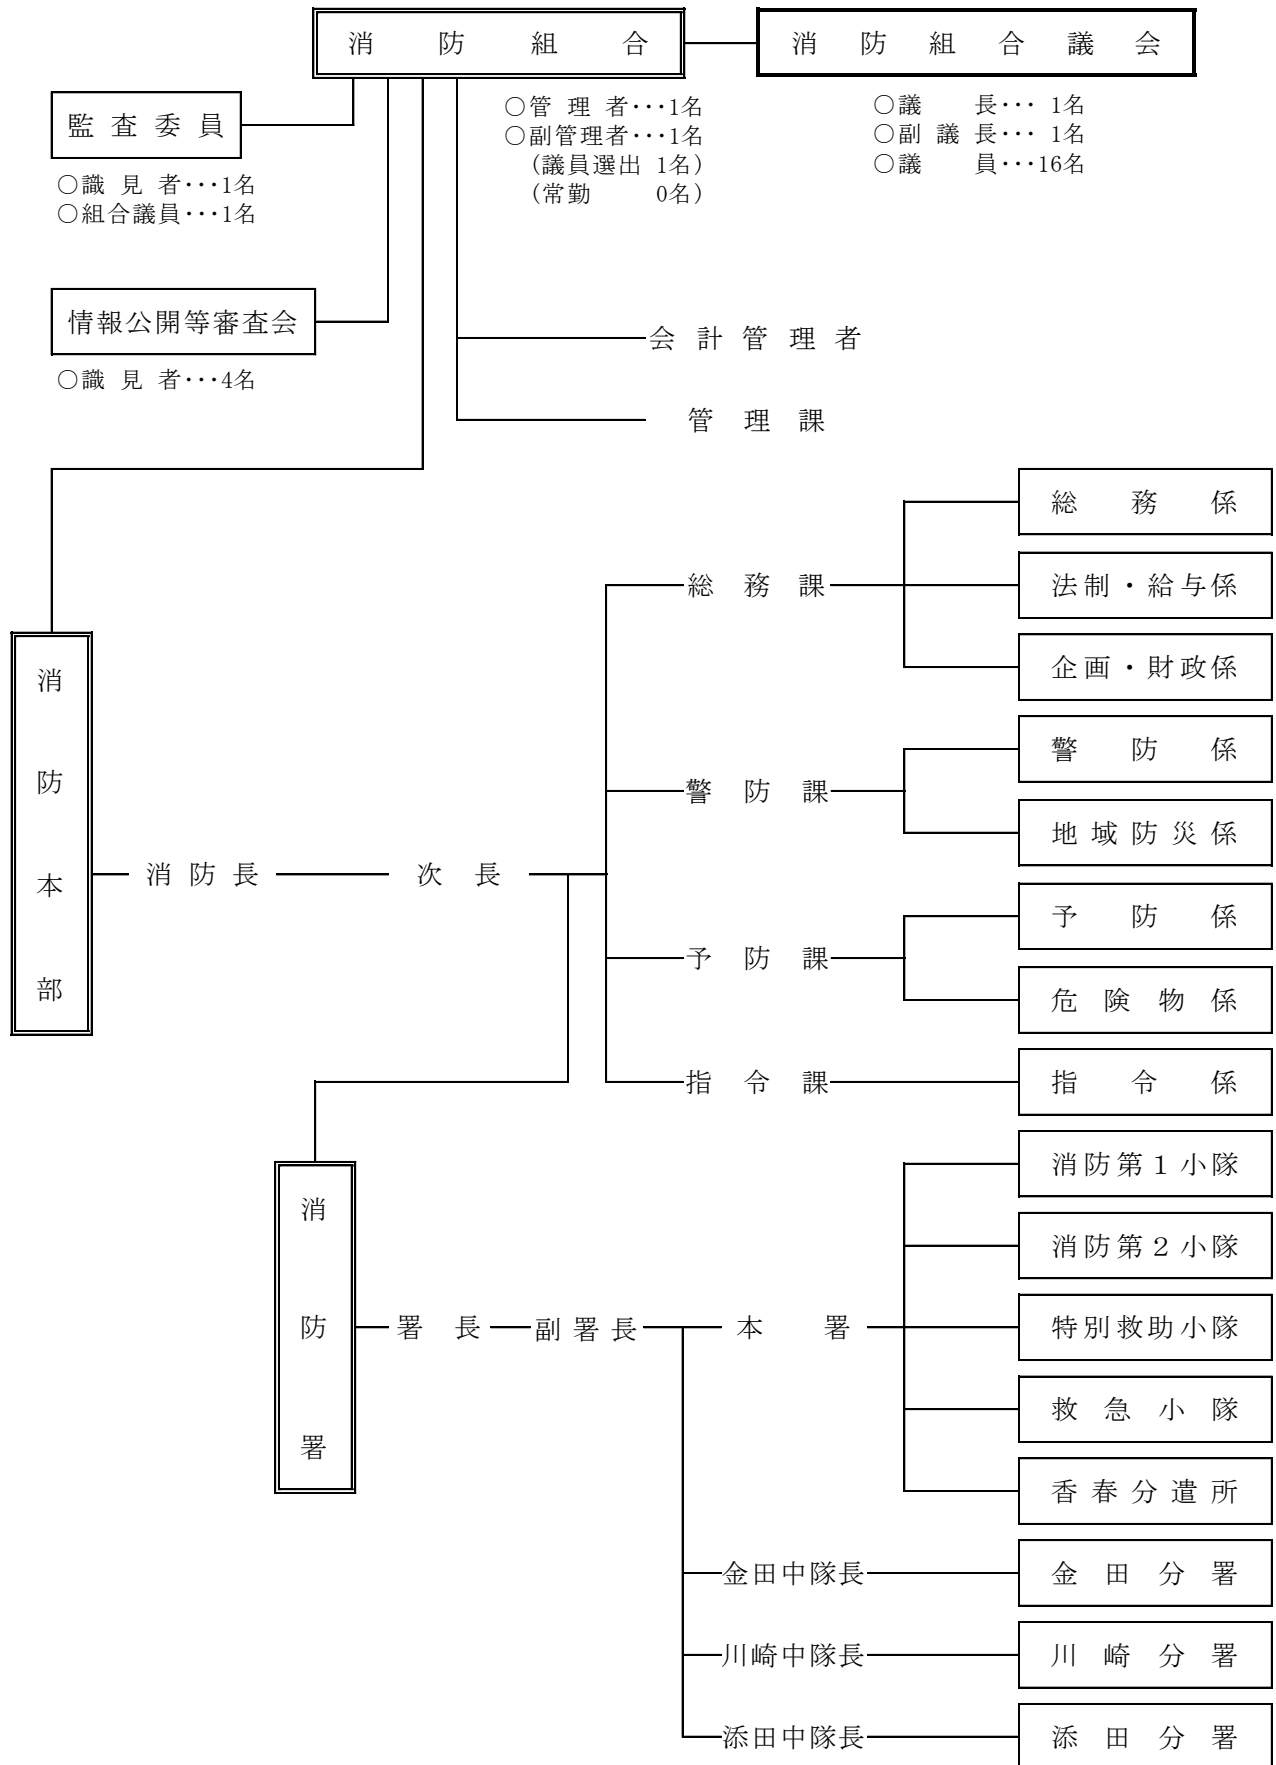 消防組合
消防組合議会
監査委員
○識見者･･･1名
○組合議員･･･1名
○管理者･･･1名
○副管理者･･･1名
(議員選出 1名)
(常勤 0名)
○議長･･･ 1名
○副議長･･･ 1名
○議員･･･16名
情報公開等審査会
○識見者･･･4名
会計管理者
管理課
消防本部
消防長
次長
総務課
総務係
法制・給与係
企画・財政係
警防課
警防係
地域防災係
予防課
予防係
危険物係
指令課
指令係
消防署
署長
副署長
本署
消防第１小隊
消防第２小隊
特別救助小隊
救急小隊
香春分遣所
金田中隊長
金田分署
川崎中隊長
川崎分署
添田中隊長
添田分署